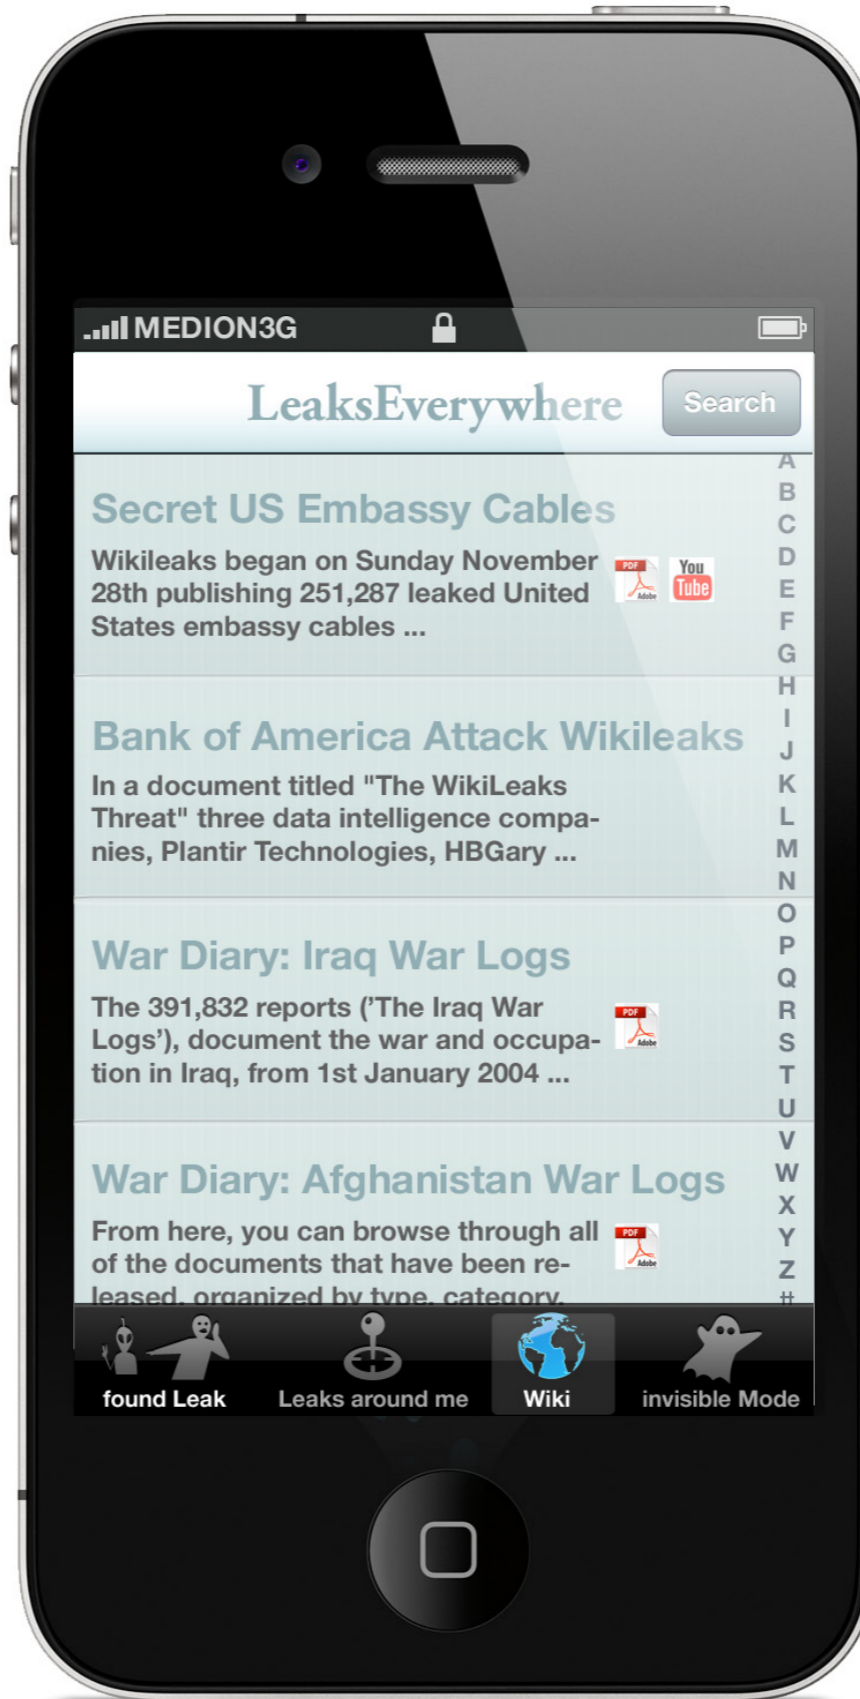 MEDION3G
LeaksEverywhere
Search
Secret US Embassy Cables
Wikileaks began on Sunday November
28th publishing 251,287 leaked United
States embassy cables ...
PDF
Adobe
You
Tube
Bank of America Attack Wikileaks
In a document titled "The WikiLeaks
Threat" three data intelligence compa-
nies, Plantir Technologies, HBGary ...
War Diary: Iraq War Logs
The 391,832 reports ('The Iraq War
Logs'), document the war and occupa-
tion in Iraq, from 1st January 2004 ...
PDF
Adobe
War Diary: Afghanistan War Logs
From here, you can browse through all
of the documents that have been re-
leased, organized by type, category,
PDF
Adobe
A
B
C
D
E
F
G
H
I
J
K
L
M
N
O
P
Q
R
S
T
U
V
W
X
Y
Z
#
found Leak
Leaks around me
Wiki
invisible Mode